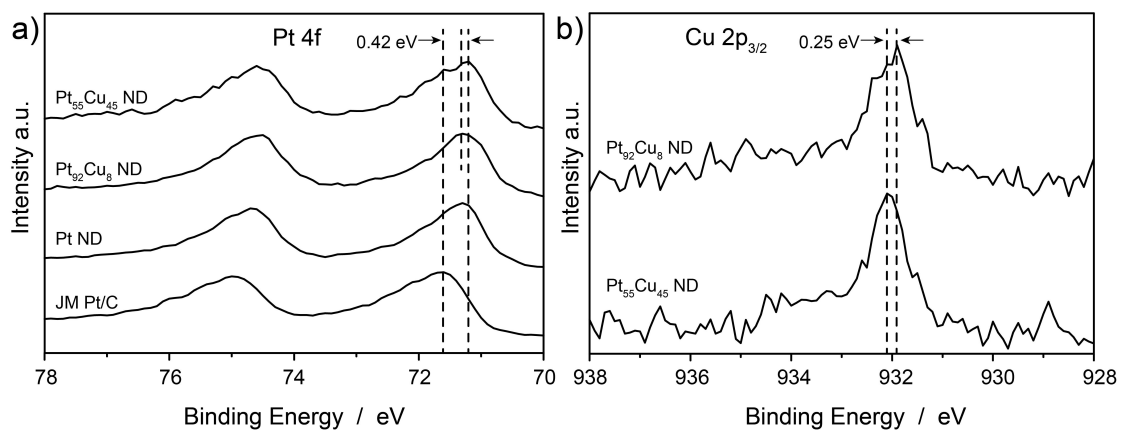 a)
Pt 4f
0.42 eV
Pt₅₅Cu₄₅ ND
Pt₉₂Cu₈ ND
Pt ND
JM Pt/C
Intensity a.u.
78 76 74 72 70
Binding Energy / eV
b)
Cu 2p₃/₂
0.25 eV
Pt₉₂Cu₈ ND
Pt₅₅Cu₄₅ ND
Intensity a.u.
938 936 934 932 930 928
Binding Energy / eV